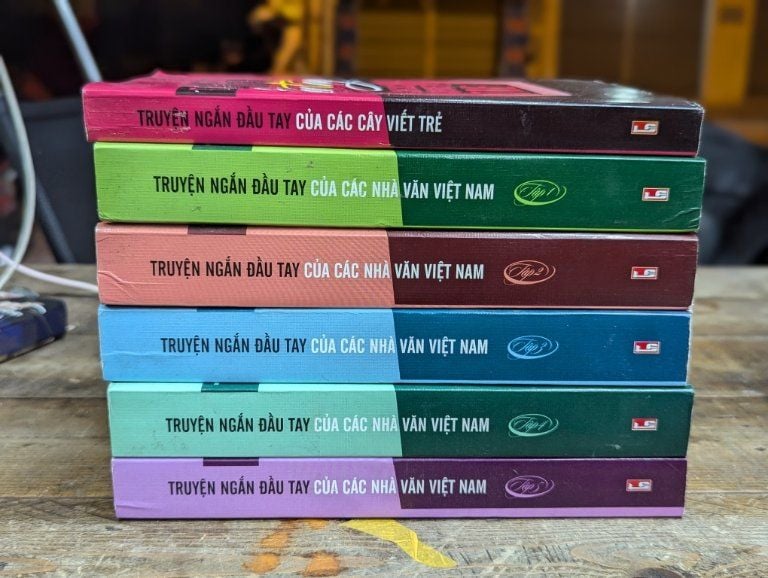 TRUYỆN NGẮN ĐẦU TAY CỦA CÁC CÂY VIẾT TRẺ
TRUYỆN NGẮN ĐẦU TAY CỦA CÁC NHÀ VĂN VIỆT NAM Tập 1
TRUYỆN NGẮN ĐẦU TAY CỦA CÁC NHÀ VĂN VIỆT NAM Tập 2
TRUYỆN NGẮN ĐẦU TAY CỦA CÁC NHÀ VĂN VIỆT NAM Tập 3
TRUYỆN NGẮN ĐẦU TAY CỦA CÁC NHÀ VĂN VIỆT NAM Tập 4
TRUYỆN NGẮN ĐẦU TAY CỦA CÁC NHÀ VĂN VIỆT NAM Tập 5